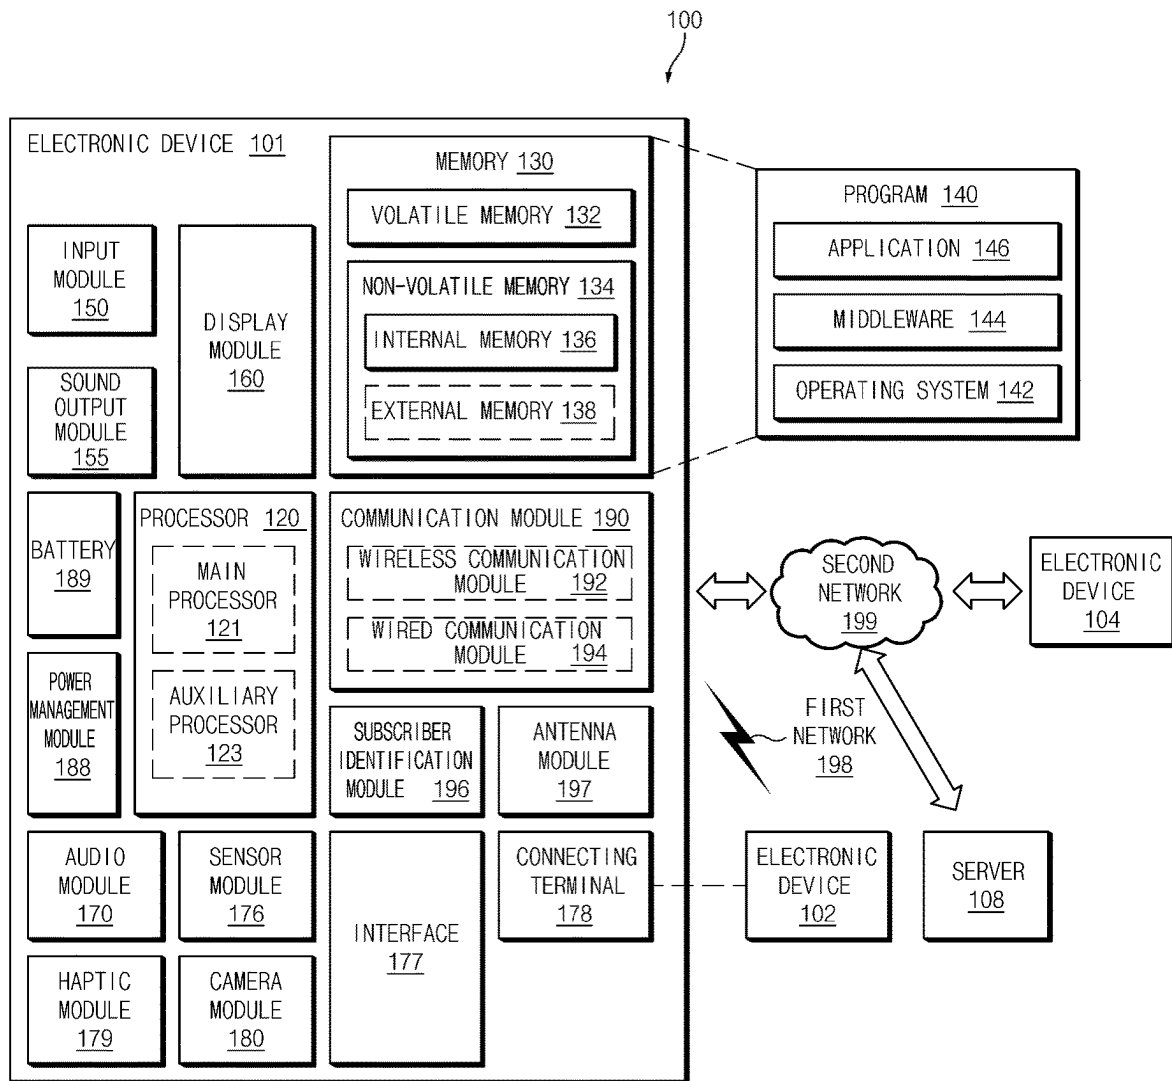 100
ELECTRONIC DEVICE 101
MEMORY 130
VOLATILE MEMORY 132
NON-VOLATILE MEMORY 134
INTERNAL MEMORY 136
EXTERNAL MEMORY 138
PROGRAM 140
APPLICATION 146
MIDDLEWARE 144
OPERATING SYSTEM 142
INPUT
MODULE
150
DISPLAY
MODULE
160
SOUND
OUTPUT
MODULE
155
BATTERY
189
PROCESSOR 120
MAIN
PROCESSOR
121
AUXILIARY
PROCESSOR
123
COMMUNICATION MODULE 190
WIRELESS COMMUNICATION
MODULE 192
WIRED COMMUNICATION
MODULE 194
SECOND
NETWORK
199
ELECTRONIC
DEVICE
104
POWER
MANAGEMENT
MODULE
188
SUBSCRIBER
IDENTIFICATION
MODULE 196
ANTENNA
MODULE
197
FIRST
NETWORK
198
AUDIO
MODULE
170
SENSOR
MODULE
176
INTERFACE
177
CONNECTING
TERMINAL
178
ELECTRONIC
DEVICE
102
SERVER
108
HAPTIC
MODULE
179
CAMERA
MODULE
180